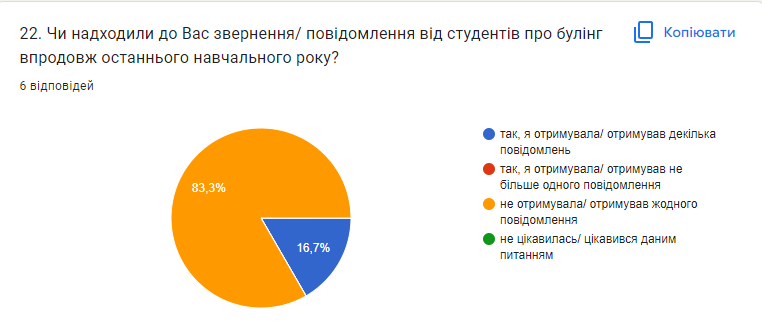 22. Чи надходили до Вас звернення/ повідомлення від студентів про булінг
впродовж останнього навчального року?
Копіювати
6 відповідей
83,3%
16,7%
так, я отримувала/ отримував декілька
повідомлень
так, я отримувала/ отримував не
більше одного повідомлення
не отримувала/ отримував жодного
повідомлення
не цікавилась/ цікавився даним
питанням